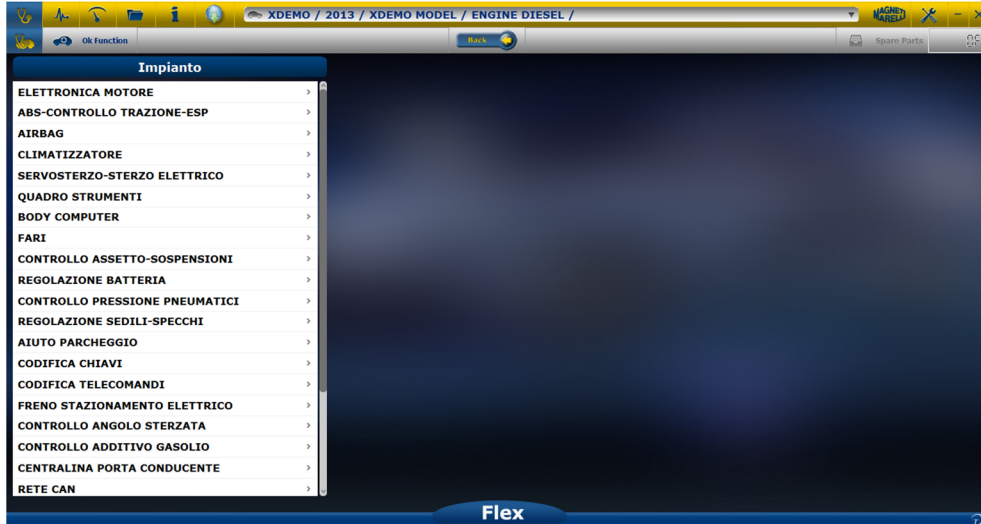 XDEMO / 2013 / XDEMO MODEL / ENGINE DIESEL /
MAGNETI MARELLI
Ok Function
Back
Spare Parts
Impianto
ELETTRONICA MOTORE
ABS-CONTROLLO TRAZIONE-ESP
AIRBAG
CLIMATIZZATORE
SERVOSTERZO-STERZO ELETTRICO
QUADRO STRUMENTI
BODY COMPUTER
FARI
CONTROLLO ASSETTO-SOSPENSIONI
REGOLAZIONE BATTERIA
CONTROLLO PRESSIONE PNEUMATICI
REGOLAZIONE SEDILI-SPECCHI
AIUTO PARCHEGGIO
CODIFICA CHIAVI
CODIFICA TELECOMANDI
FRENO STAZIONAMENTO ELETTRICO
CONTROLLO ANGOLO STERZATA
CONTROLLO ADDITIVO GASOLIO
CENTRALINA PORTA CONDUCENTE
RETE CAN
Flex